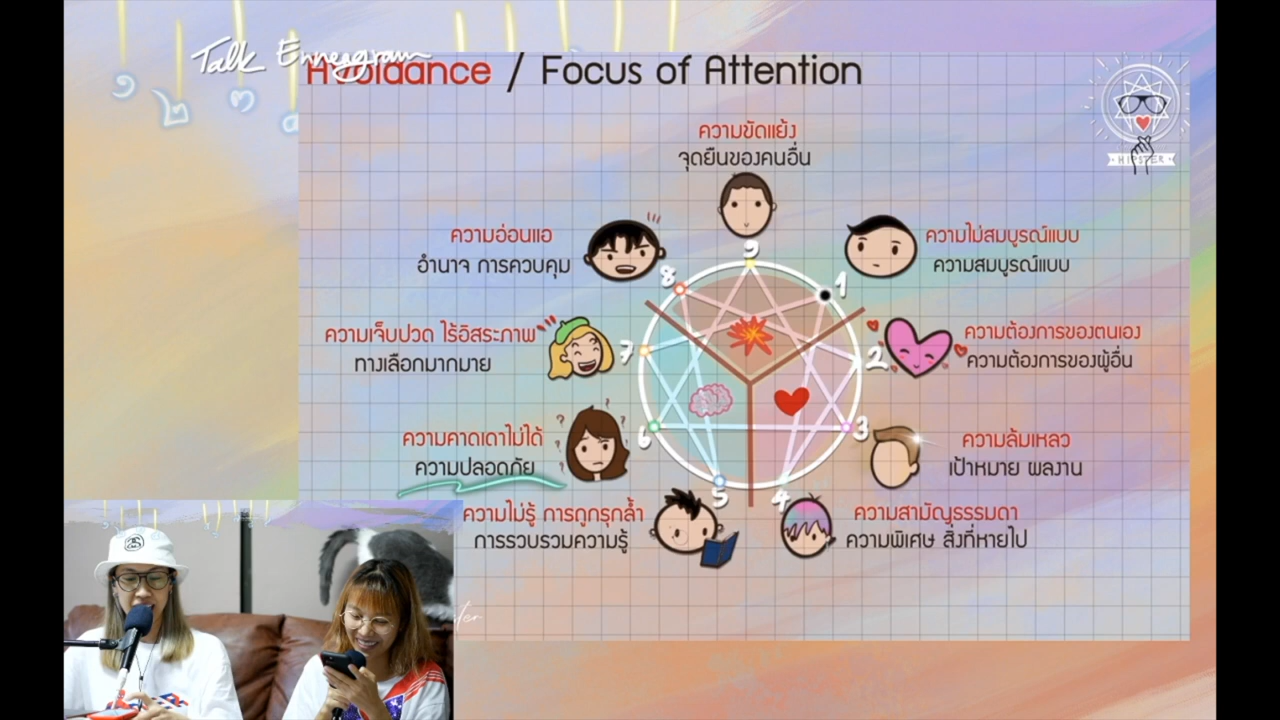 Talk Enneagram
๑ ๒ ๓
Avoidance / Focus of Attention
HIPSTER
ความขัดแย้ง
จุดยืนของคนอื่น
ความอ่อนแอ
อำนาจ การควบคุม
ความไม่สมบูรณ์แบบ
ความสมบูรณ์แบบ
9
8
1
ความเจ็บปวด ไร้อิสระภาพ
ทางเลือกมากมาย
7
2
ความต้องการของตนเอง
ความต้องการของผู้อื่น
ความคาดเดาไม่ได้
ความปลอดภัย
6
3
ความล้มเหลว
เป้าหมาย ผลงาน
5
4
ความไม่รู้ การถูกรุกล้ำ
การรวบรวมความรู้
ความสามัญธรรมดา
ความพิเศษ สิ่งที่หายไป